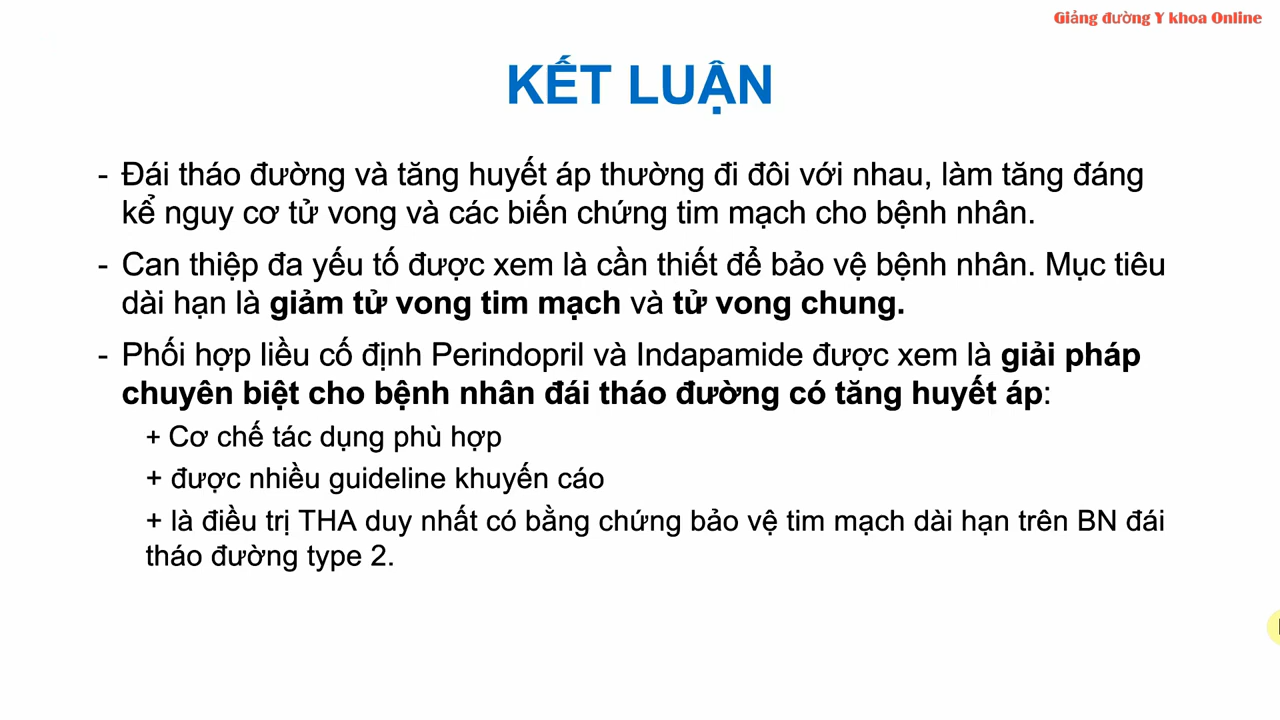 Giảng đường Y khoa Online
KẾT LUẬN
- Đái tháo đường và tăng huyết áp thường đi đôi với nhau, làm tăng đáng
kể nguy cơ tử vong và các biến chứng tim mạch cho bệnh nhân.
- Can thiệp đa yếu tố được xem là cần thiết để bảo vệ bệnh nhân. Mục tiêu
dài hạn là giảm tử vong tim mạch và tử vong chung.
- Phối hợp liều cố định Perindopril và Indapamide được xem là giải pháp
chuyên biệt cho bệnh nhân đái tháo đường có tăng huyết áp:
+ Cơ chế tác dụng phù hợp
+ được nhiều guideline khuyến cáo
+ là điều trị THA duy nhất có bằng chứng bảo vệ tim mạch dài hạn trên BN đái
tháo đường type 2.